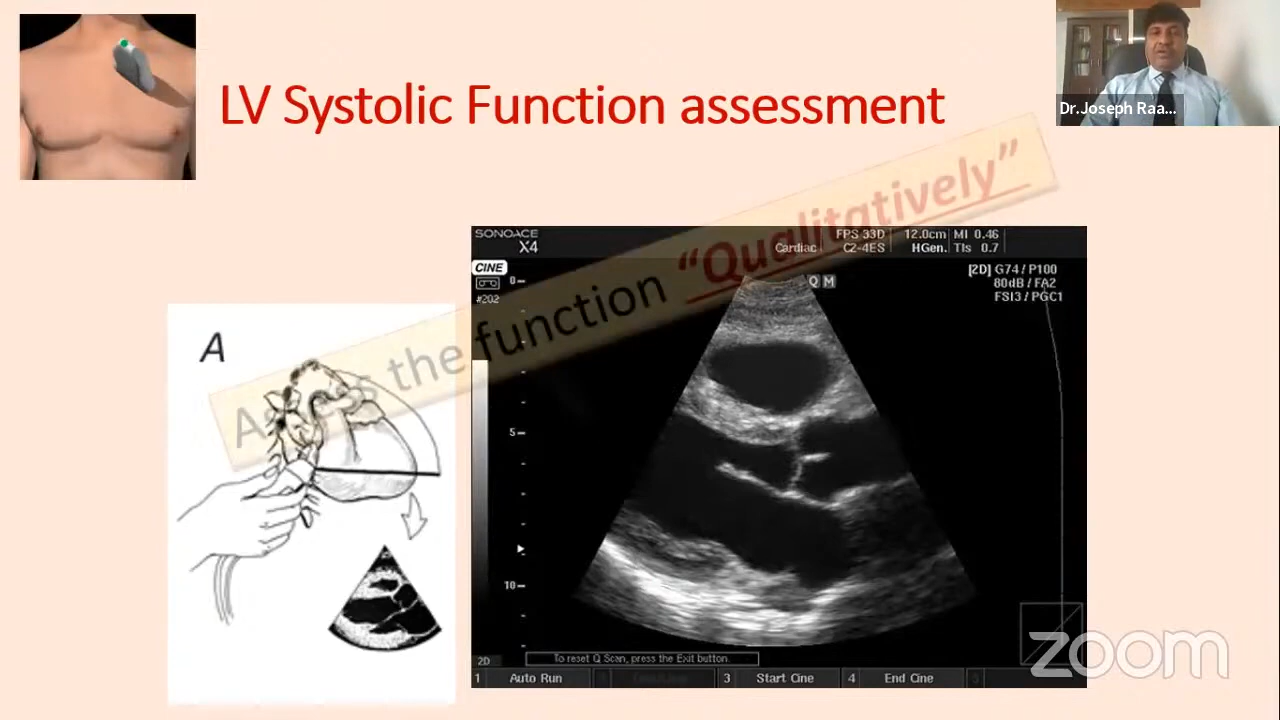 LV Systolic Function assessment
Dr.Joseph Raa...
Assess the function “Qualitatively”
A
SONOACE
X4
FPS 33D 12.0cm MI 0.46
Cardiac C2-4ES HGen. TIs 0.7
CINE
#202
0
Q M
[2D] G74 / P100
80dB / FA2
FSI3 / PGC1
5
10
2D
To reset Q Scan, press the Exit button.
1 Auto Run 3 Start Cine 4 End Cine
zoom